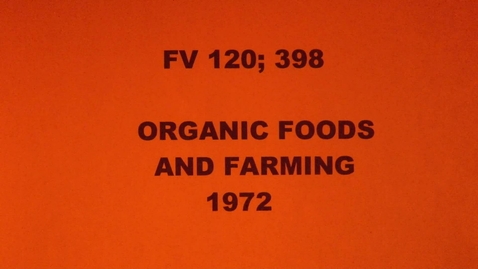 FV 120; 398
ORGANIC FOODS
AND FARMING
1972